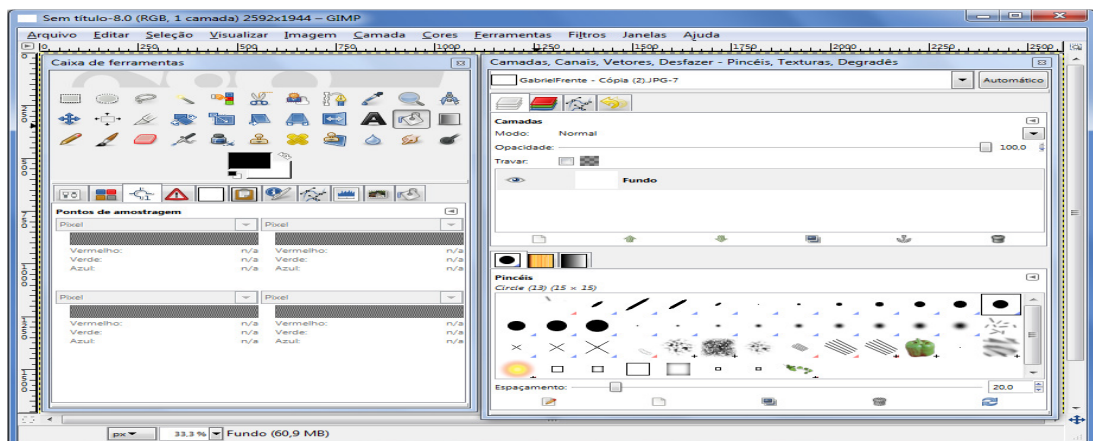 Sem título-8.0 (RGB, 1 camada) 2592x1944 – GIMP
Arquivo Editar Seleção Visualizar Imagem Camada Cores Ferramentas Filtros Janelas Ajuda
0 250 500 750 1000 1250 1500 1750 2000 2250 2500
Caixa de ferramentas
Pontos de amostragem
Pixel Pixel
Vermelho: n/a Vermelho: n/a
Verde: n/a Verde: n/a
Azul: n/a Azul: n/a
Pixel Pixel
Vermelho: n/a Vermelho: n/a
Verde: n/a Verde: n/a
Azul: n/a Azul: n/a
Camadas, Canais, Vetores, Desfazer - Pincéis, Texturas, Degradês
GabrielFrente - Cópia (2).JPG-7 Automático
Camadas
Modo: Normal
Opacidade: 100.0
Travar:
Fundo
Pincéis
Circle (13) (15 × 15)
Espaçamento: 20.0
px 33,3 % Fundo (60,9 MB)